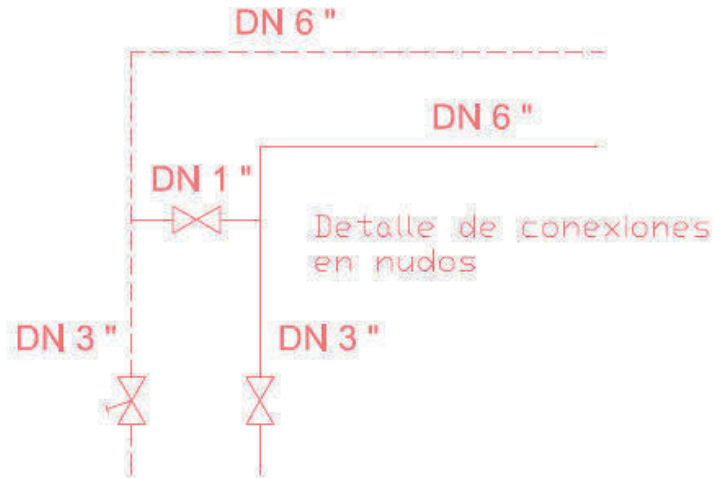 DN 6 "
DN 6 "
DN 1 "
Detalle de conexiones
en nudos
DN 3 "
DN 3 "